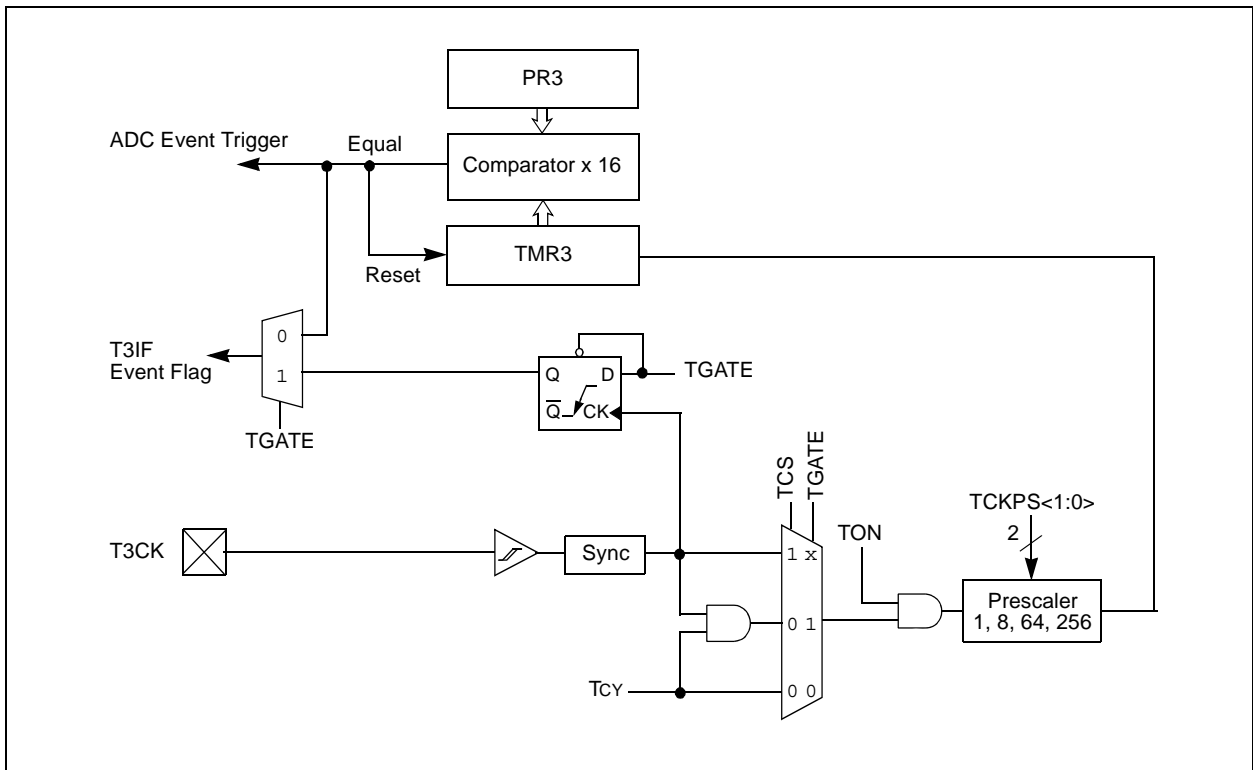 PR3
ADC Event Trigger
Equal
Comparator x 16
TMR3
Reset
0
T3IF
Event Flag
1
Q D
TGATE
Q̅ CK
TGATE
TCS
TGATE
TCKPS<1:0>
2
TON
T3CK
Sync
1 x
Prescaler
1, 8, 64, 256
0 1
TCY
0 0